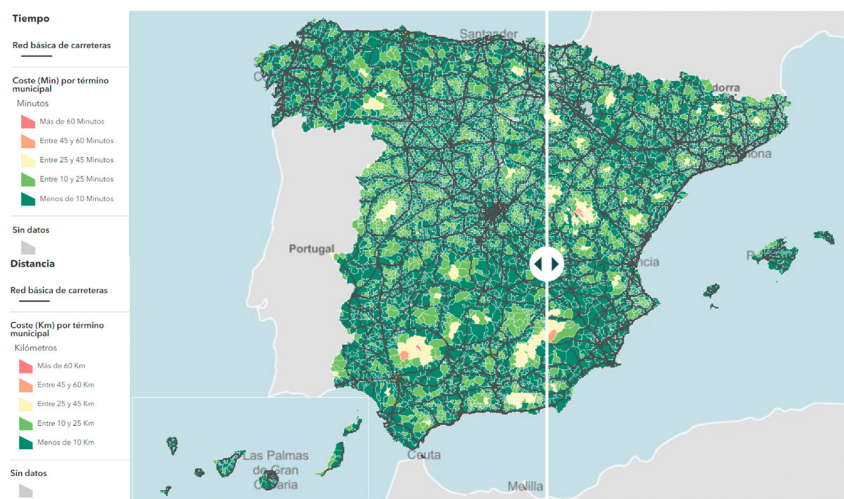 Tiempo
Red básica de carreteras
Coste (Min) por término
municipal
Minutos
Más de 60 Minutos
Entre 45 y 60 Minutos
Entre 25 y 45 Minutos
Entre 10 y 25 Minutos
Menos de 10 Minutos
Sin datos
Distancia
Red básica de carreteras
Coste (Km) por término
municipal
Kilómetros
Más de 60 Km
Entre 45 y 60 Km
Entre 25 y 45 Km
Entre 10 y 25 Km
Menos de 10 Km
Sin datos
Santander
dorra
ona
Portugal
ncia
Las Palmas
de Gran
Ceuta
Melilla